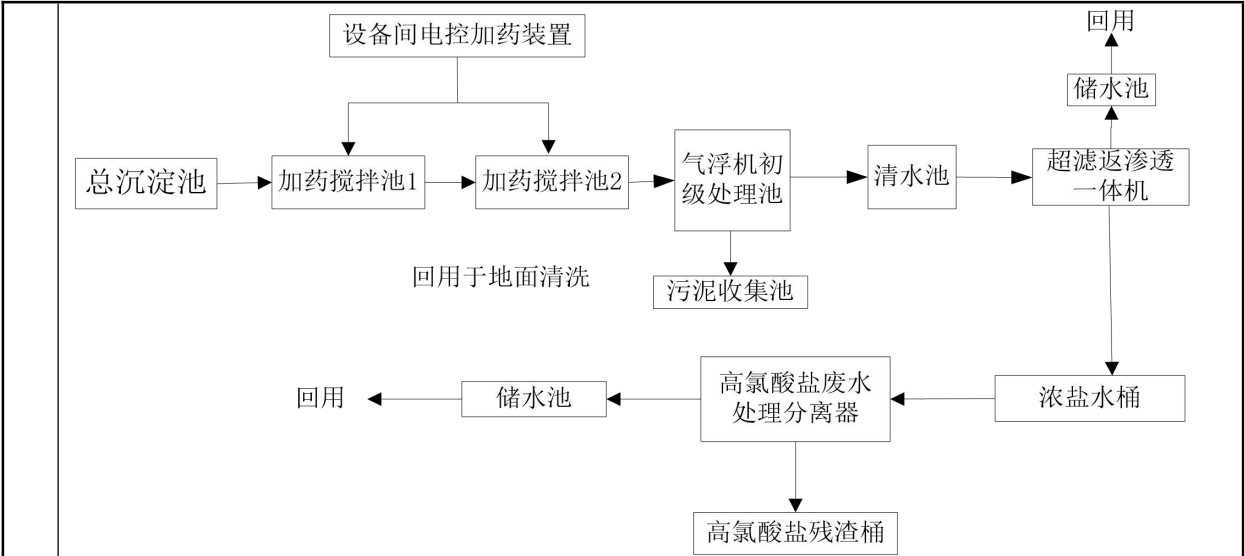 设备间电控加药装置
回用
储水池
总沉淀池
加药搅拌池1
加药搅拌池2
气浮机初
级处理池
清水池
超滤返渗透
一体机
回用于地面清洗
污泥收集池
回用
储水池
高氯酸盐废水
处理分离器
浓盐水桶
高氯酸盐残渣桶